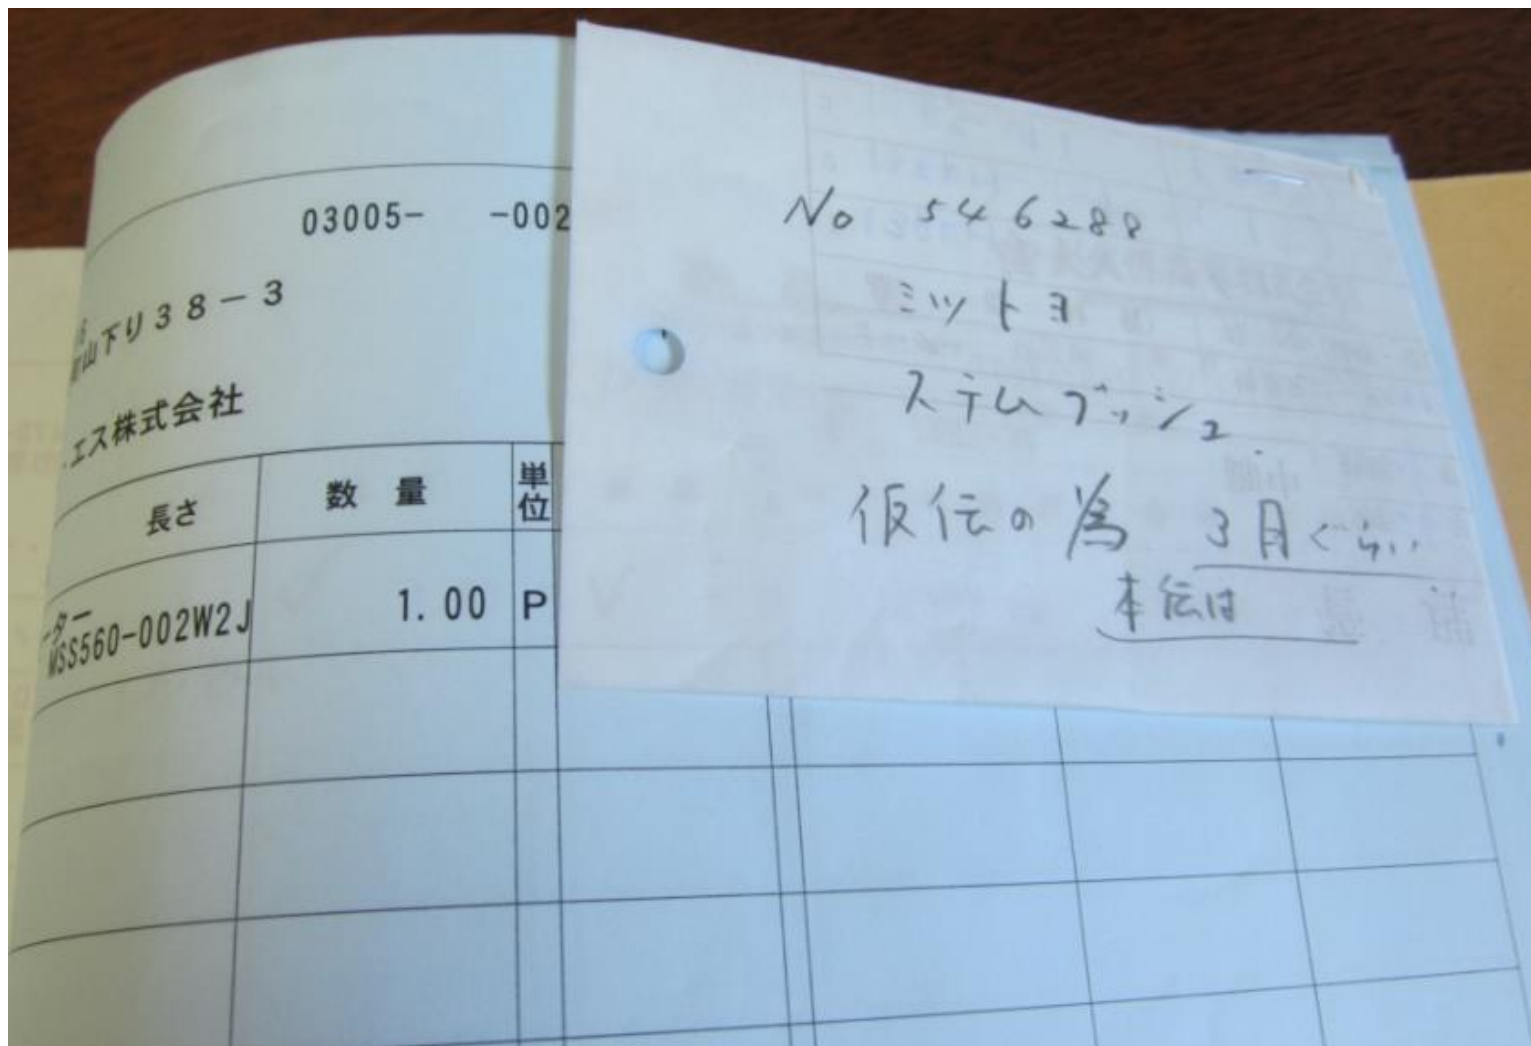 03005-　-002
山下り38-3
エス株式会社
長さ 数 量 単位
ター
MSS560-002W2J 1.00 P
No 546288
ミツトヨ
ステムブッシュ
仮伝の為 3月ぐらい
本伝は